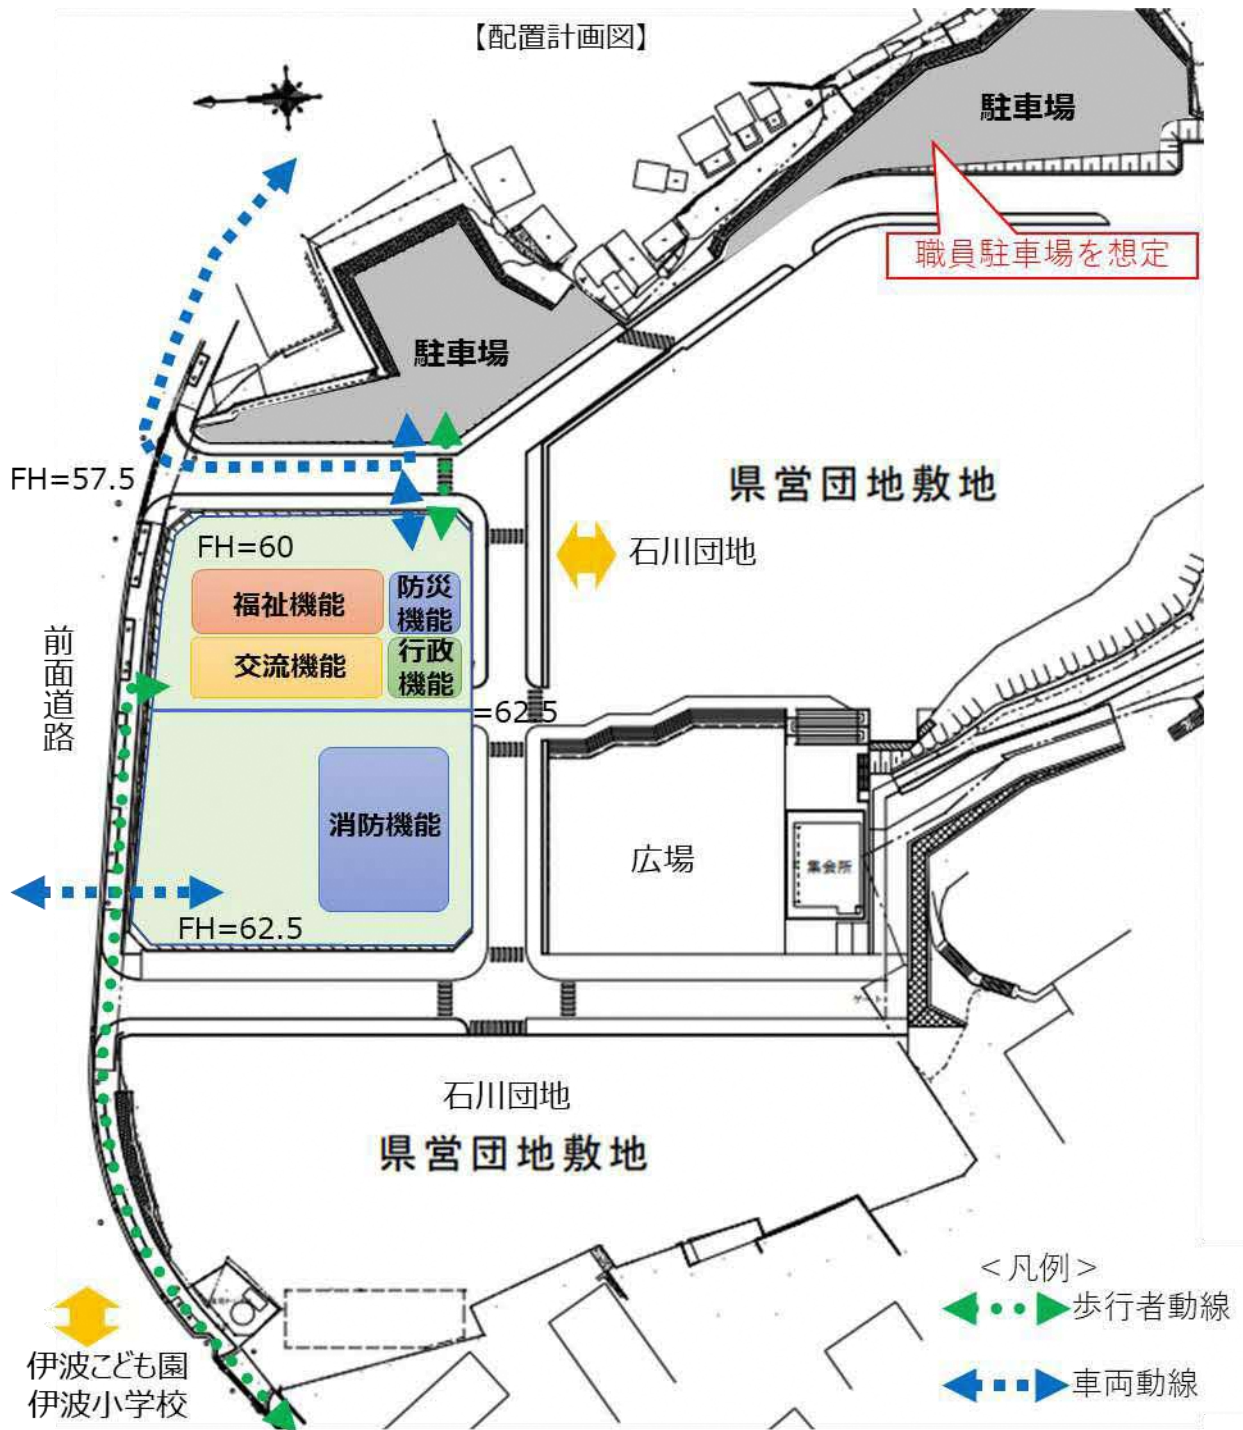 【配置計画図】
駐車場
職員駐車場を想定
駐車場
FH=57.5
県営団地敷地
FH=60
石川団地
福祉機能
防災
機能
交流機能
行政
機能
前面道路
=62.5
消防機能
広場
集会所
FH=62.5
ゲート
石川団地
県営団地敷地
<凡例>
歩行者動線
車両動線
伊波こども園
伊波小学校